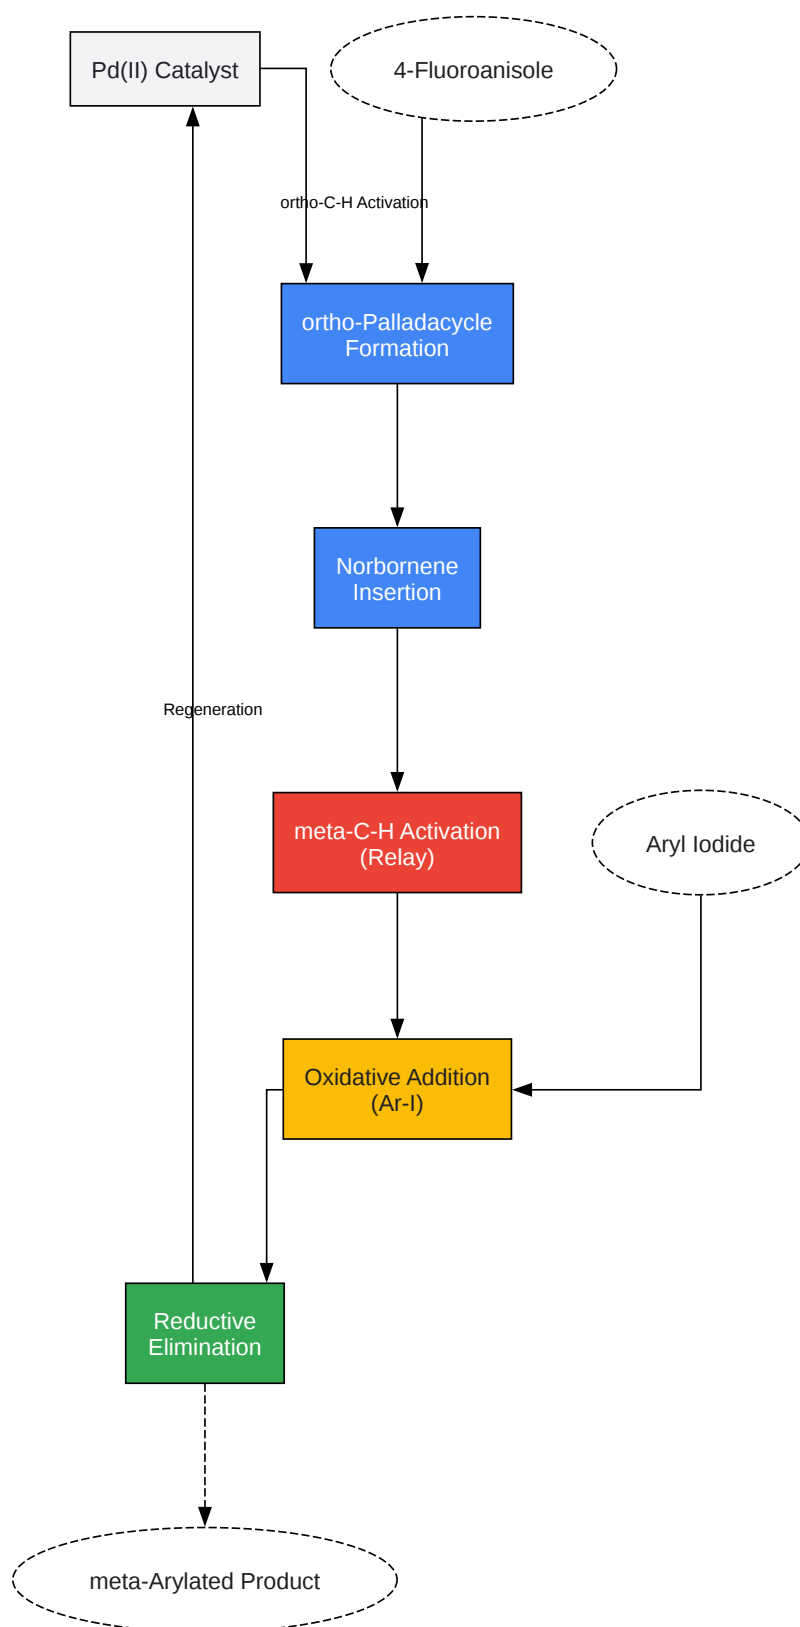 Pd(II) Catalyst
4-Fluoroanisole
ortho-C-H Activation
ortho-Palladacycle
Formation
Norbornene
Insertion
Regeneration
meta-C-H Activation
(Relay)
Aryl Iodide
Oxidative Addition
(Ar-I)
Reductive
Elimination
meta-Arylated Product